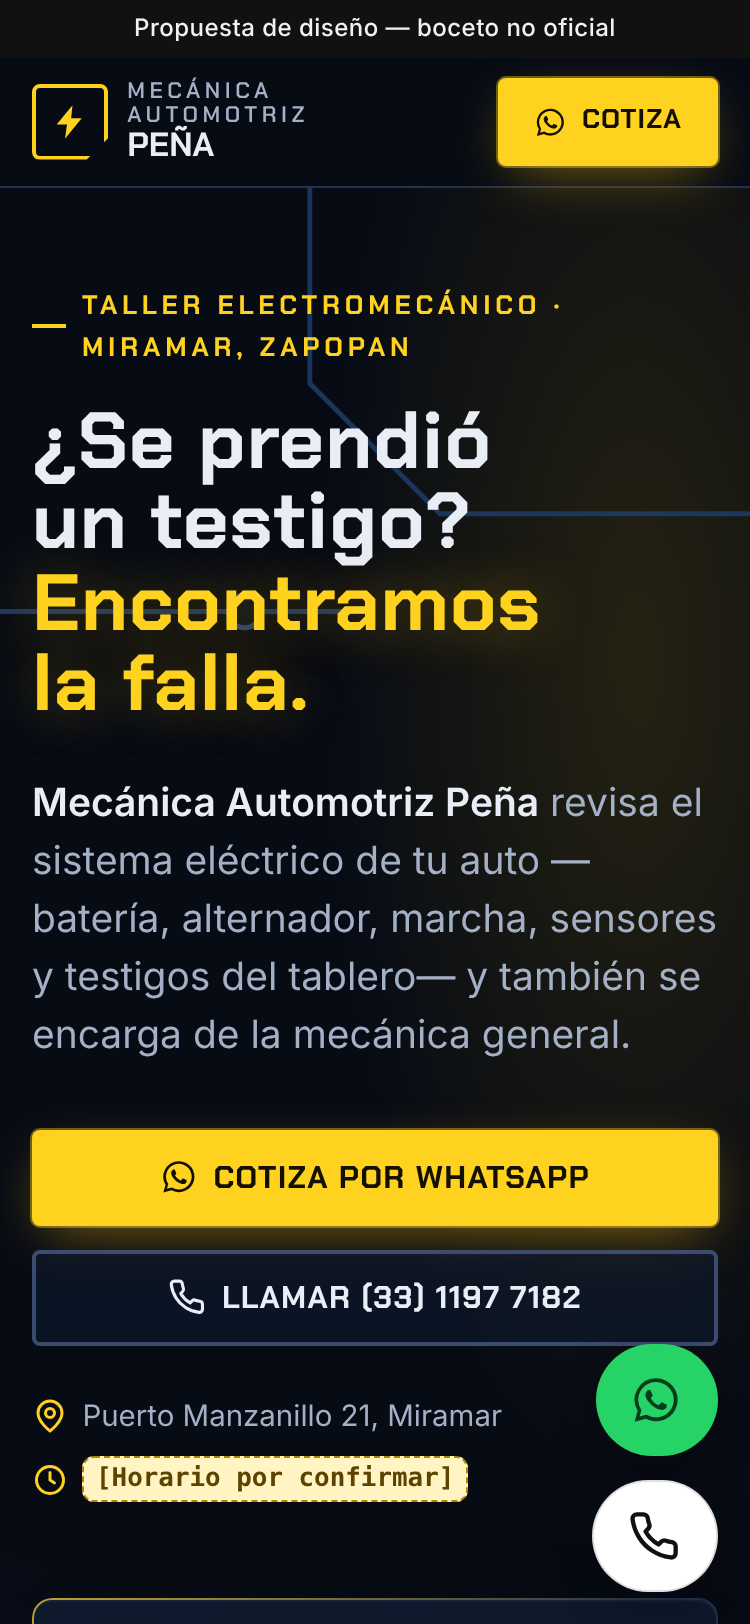 Propuesta de diseño — boceto no oficial
MECÁNICA
AUTOMOTRIZ
PEÑA
COTIZA
TALLER ELECTROMECÁNICO ·
MIRAMAR, ZAPOPAN
¿Se prendió
un testigo?
Encontramos
la falla.
Mecánica Automotriz Peña revisa el
sistema eléctrico de tu auto —
batería, alternador, marcha, sensores
y testigos del tablero— y también se
encarga de la mecánica general.
COTIZA POR WHATSAPP
LLAMAR (33) 1197 7182
Puerto Manzanillo 21, Miramar
[Horario por confirmar]